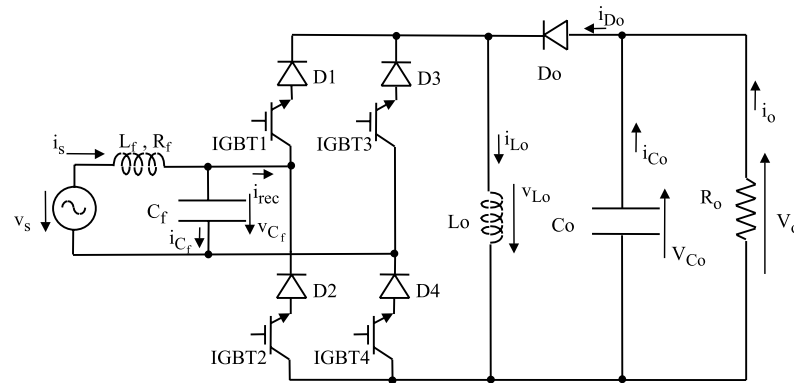 i_Do
D1
D3
Do
IGBT1
IGBT3
i_s
L_f , R_f
i_Lo
i_Co
i_o
i_rec
v_s
C_f
i_Cf
v_Cf
Lo
v_Lo
Co
V_Co
R_o
D2
D4
IGBT2
IGBT4